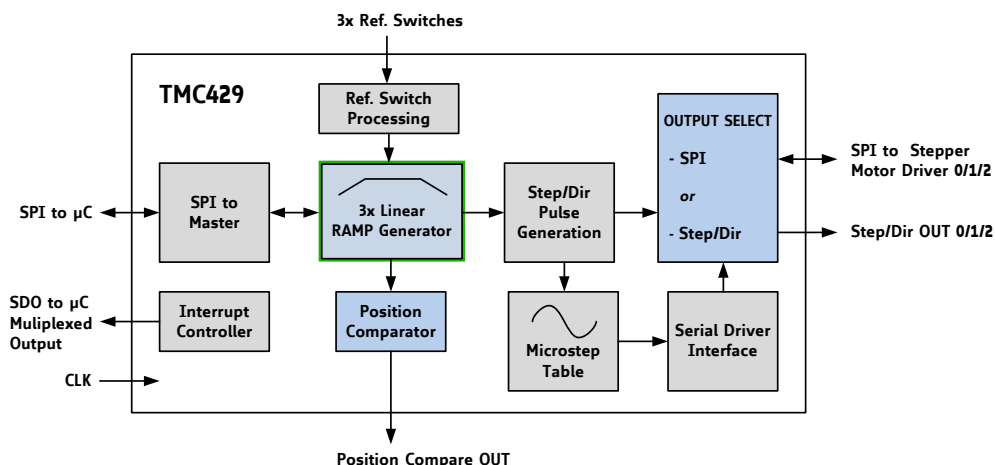 3x Ref. Switches
TMC429
Ref. Switch
Processing
OUTPUT SELECT
- SPI
or
- Step/Dir
SPI to Stepper
Motor Driver 0/1/2
Step/Dir OUT 0/1/2
SPI to µC
SPI to
Master
3x Linear
RAMP Generator
Step/Dir
Pulse
Generation
SDO to µC
Muliplexed
Output
Interrupt
Controller
Position
Comparator
Microstep
Table
Serial Driver
Interface
CLK
Position Compare OUT